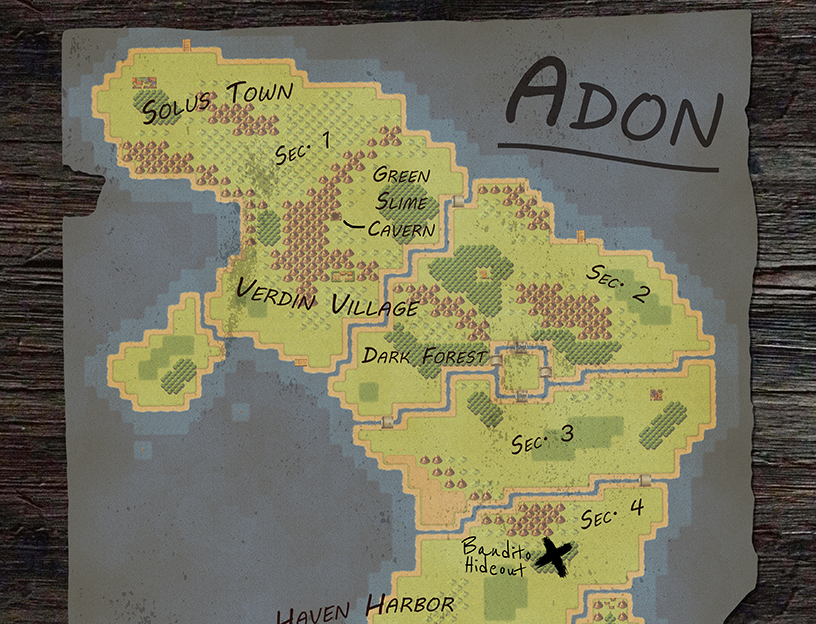 ADON
SOLUS TOWN
SEC. 1
GREEN
SLIME
CAVERN
SEC. 2
VERDIN VILLAGE
DARK FOREST
SEC. 3
SEC. 4
Bandito
Hideout
HAVEN HARBOR